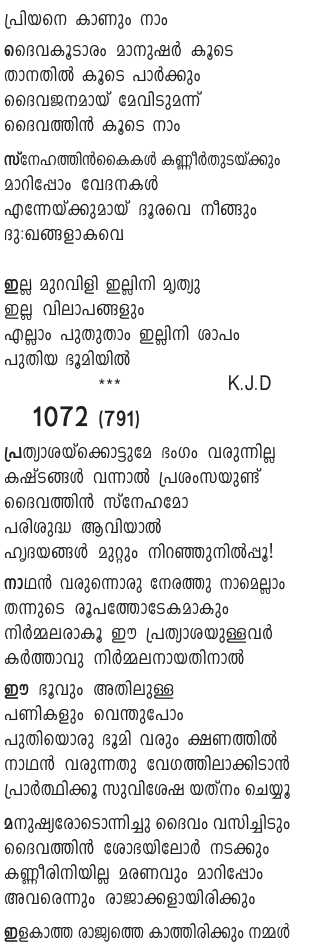 പ്രിയനെ കാണും നാം
ദൈവകൂടാരം മാനുഷർ കൂടെ
താനതിൽ കൂടെ പാർക്കും
ദൈവജനമായ് മേവിടുമന്ന്
ദൈവത്തിൻ കൂടെ നാം
സ്നേഹത്തിൻകൈകൾ കണ്ണീർതുടയ്ക്കും
മാറിപ്പോം വേദനകൾ
എന്നേയ്ക്കുമായ് ദൂരവെ നീങ്ങും
ദു:ഖങ്ങളാകവെ
ഇല്ല മുറവിളി ഇല്ലിനി മൃത്യു
ഇല്ല വിലാപങ്ങളും
എല്ലാം പുതുതാം ഇല്ലിനി ശാപം
പുതിയ ഭൂമിയിൽ
*** K.J.D
1072 (791)
പ്രത്യാശയ്ക്കൊട്ടുമേ ഭംഗം വരുന്നില്ല
കഷ്ടങ്ങൾ വന്നാൽ പ്രശംസയുണ്ട്
ദൈവത്തിൻ സ്നേഹമോ
പരിശുദ്ധ ആവിയാൽ
ഹൃദയങ്ങൾ മുറ്റും നിറഞ്ഞുനിൽപ്പൂ!
നാഥൻ വരുന്നൊരു നേരത്തു നാമെല്ലാം
തന്നുടെ രൂപത്തോടേകമാകും
നിർമ്മലരാകൂ ഈ പ്രത്യാശയുള്ളവർ
കർത്താവു നിർമ്മലനായതിനാൽ
ഈ ഭൂവും അതിലുള്ള
പണികളും വെന്തുപോം
പുതിയൊരു ഭൂമി വരും ക്ഷണത്തിൽ
നാഥൻ വരുന്നതു വേഗത്തിലാക്കിടാൻ
പ്രാർത്ഥിക്കൂ സുവിശേഷ യത്നം ചെയ്യൂ
മനുഷ്യരോടൊന്നിച്ചു ദൈവം വസിച്ചിടും
ദൈവത്തിൻ ശോഭയിലോർ നടക്കും
കണ്ണീരിനിയില്ല മരണവും മാറിപ്പോം
അവരെന്നും രാജാക്കളായിരിക്കും
ഇളകാത്ത രാജ്യത്തെ കാത്തിരിക്കും നമ്മൾ